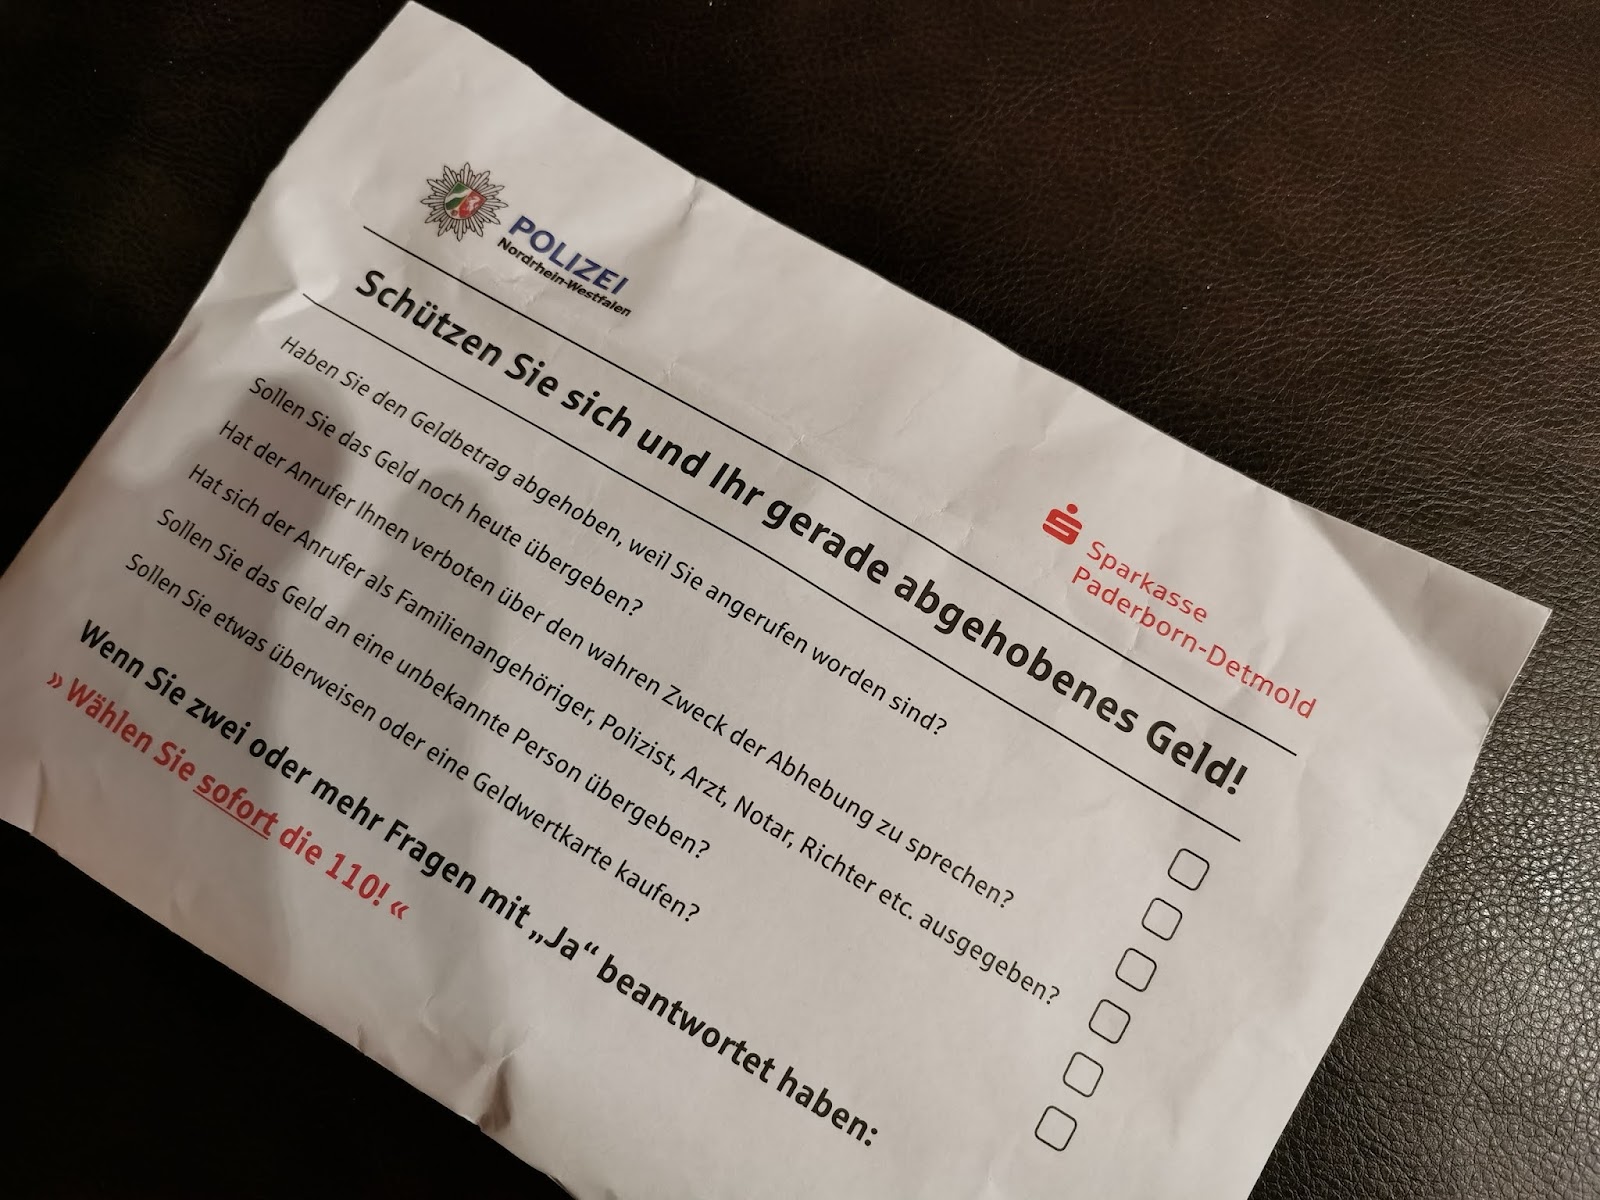 POLIZEI
Nordrhein-Westfalen
Sparkasse
Paderborn-Detmold
Schützen Sie sich und Ihr gerade abgehobenes Geld!
Haben Sie den Geldbetrag abgehoben, weil Sie angerufen worden sind?
Sollen Sie das Geld noch heute übergeben?
Hat der Anrufer Ihnen verboten über den wahren Zweck der Abhebung zu sprechen?
Hat sich der Anrufer als Familienangehöriger, Polizist, Arzt, Notar, Richter etc. ausgegeben?
Sollen Sie das Geld an eine unbekannte Person übergeben?
Sollen Sie etwas überweisen oder eine Geldwertkarte kaufen?
Wenn Sie zwei oder mehr Fragen mit „Ja“ beantwortet haben:
» Wählen Sie sofort die 110! «